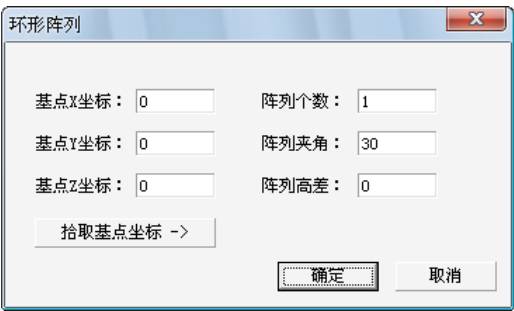 环形阵列
基点X坐标： 0 阵列个数： 1
基点Y坐标： 0 阵列夹角： 30
基点Z坐标： 0 阵列高差： 0
拾取基点坐标 ->
确定 取消